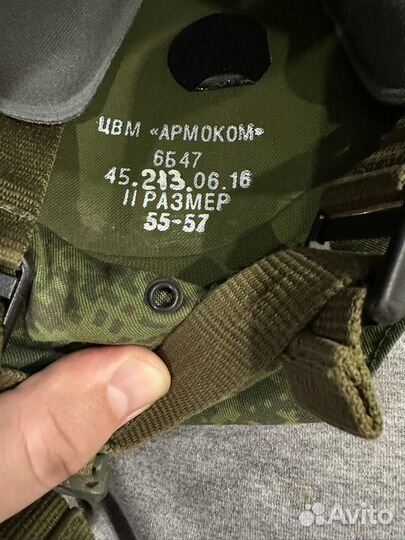 ЦВМ «АРМОКОМ»
6Б47
45.213.06.16
II РАЗМЕР
55-57
Avito